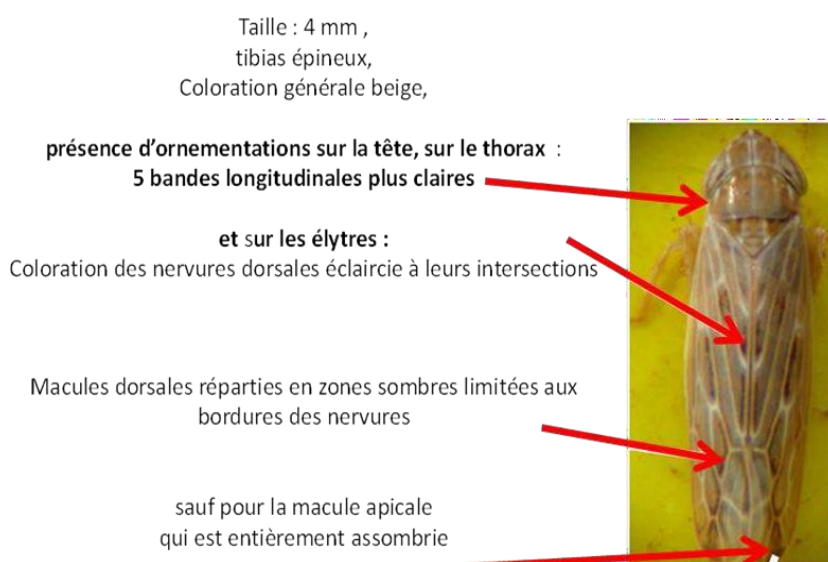 Taille : 4 mm ,
tibias épineux,
Coloration générale beige,
présence d'ornementations sur la tête, sur le thorax :
5 bandes longitudinales plus claires
et sur les élytres :
Coloration des nervures dorsales éclaircie à leurs intersections
Macules dorsales réparties en zones sombres limitées aux
bordures des nervures
sauf pour la macule apicale
qui est entièrement assombrie